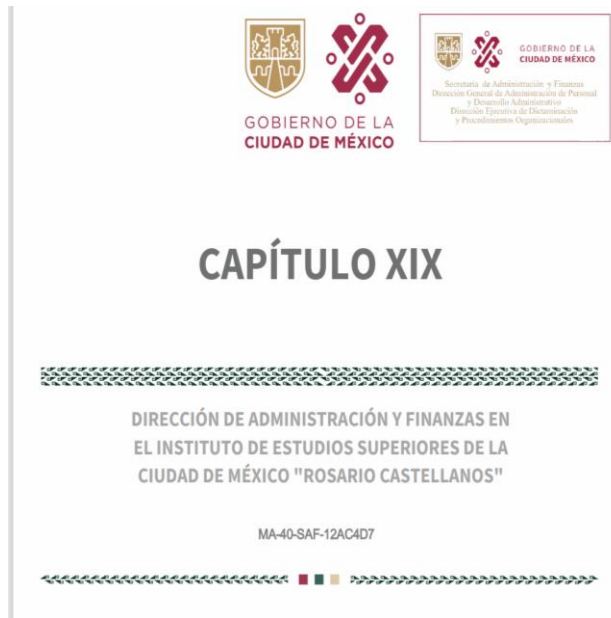 GOBIERNO DE LA
CIUDAD DE MÉXICO
GOBIERNO DE LA
CIUDAD DE MÉXICO
Secretaría de Administración y Finanzas
Dirección General de Administración de Personal
y Desarrollo Administrativo
Dirección Ejecutiva de Dictaminación
y Procedimientos Organizacionales
CAPÍTULO XIX
DIRECCIÓN DE ADMINISTRACIÓN Y FINANZAS EN
EL INSTITUTO DE ESTUDIOS SUPERIORES DE LA
CIUDAD DE MÉXICO "ROSARIO CASTELLANOS"
MA-40-SAF-12AC4D7